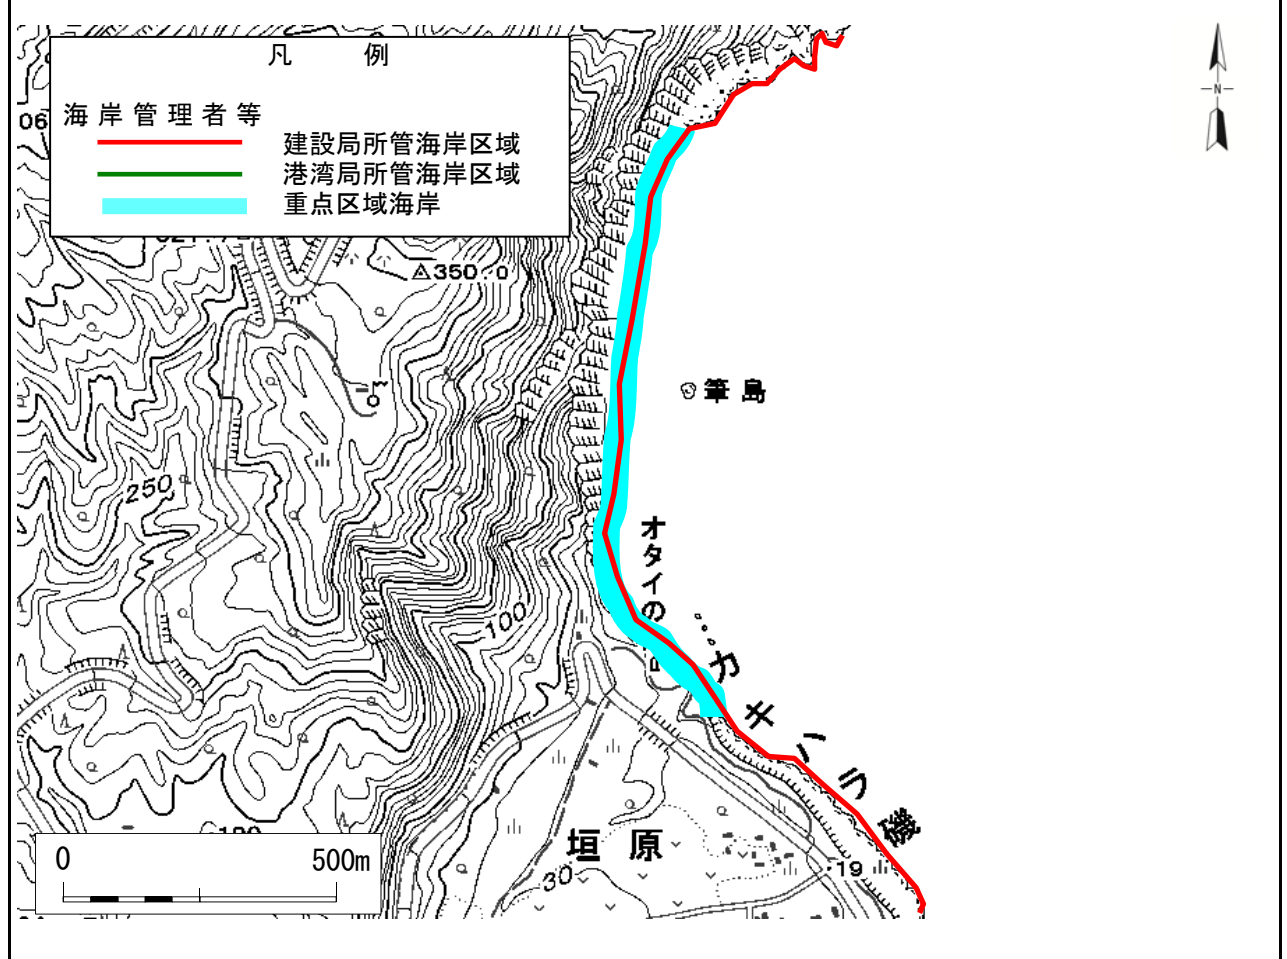 凡 例
海岸管理者等
建設局所管海岸区域
港湾局所管海岸区域
重点区域海岸
N
350.0
筆島
250
オタイの
100
カキハラ磯
垣原
19
30
0 500m